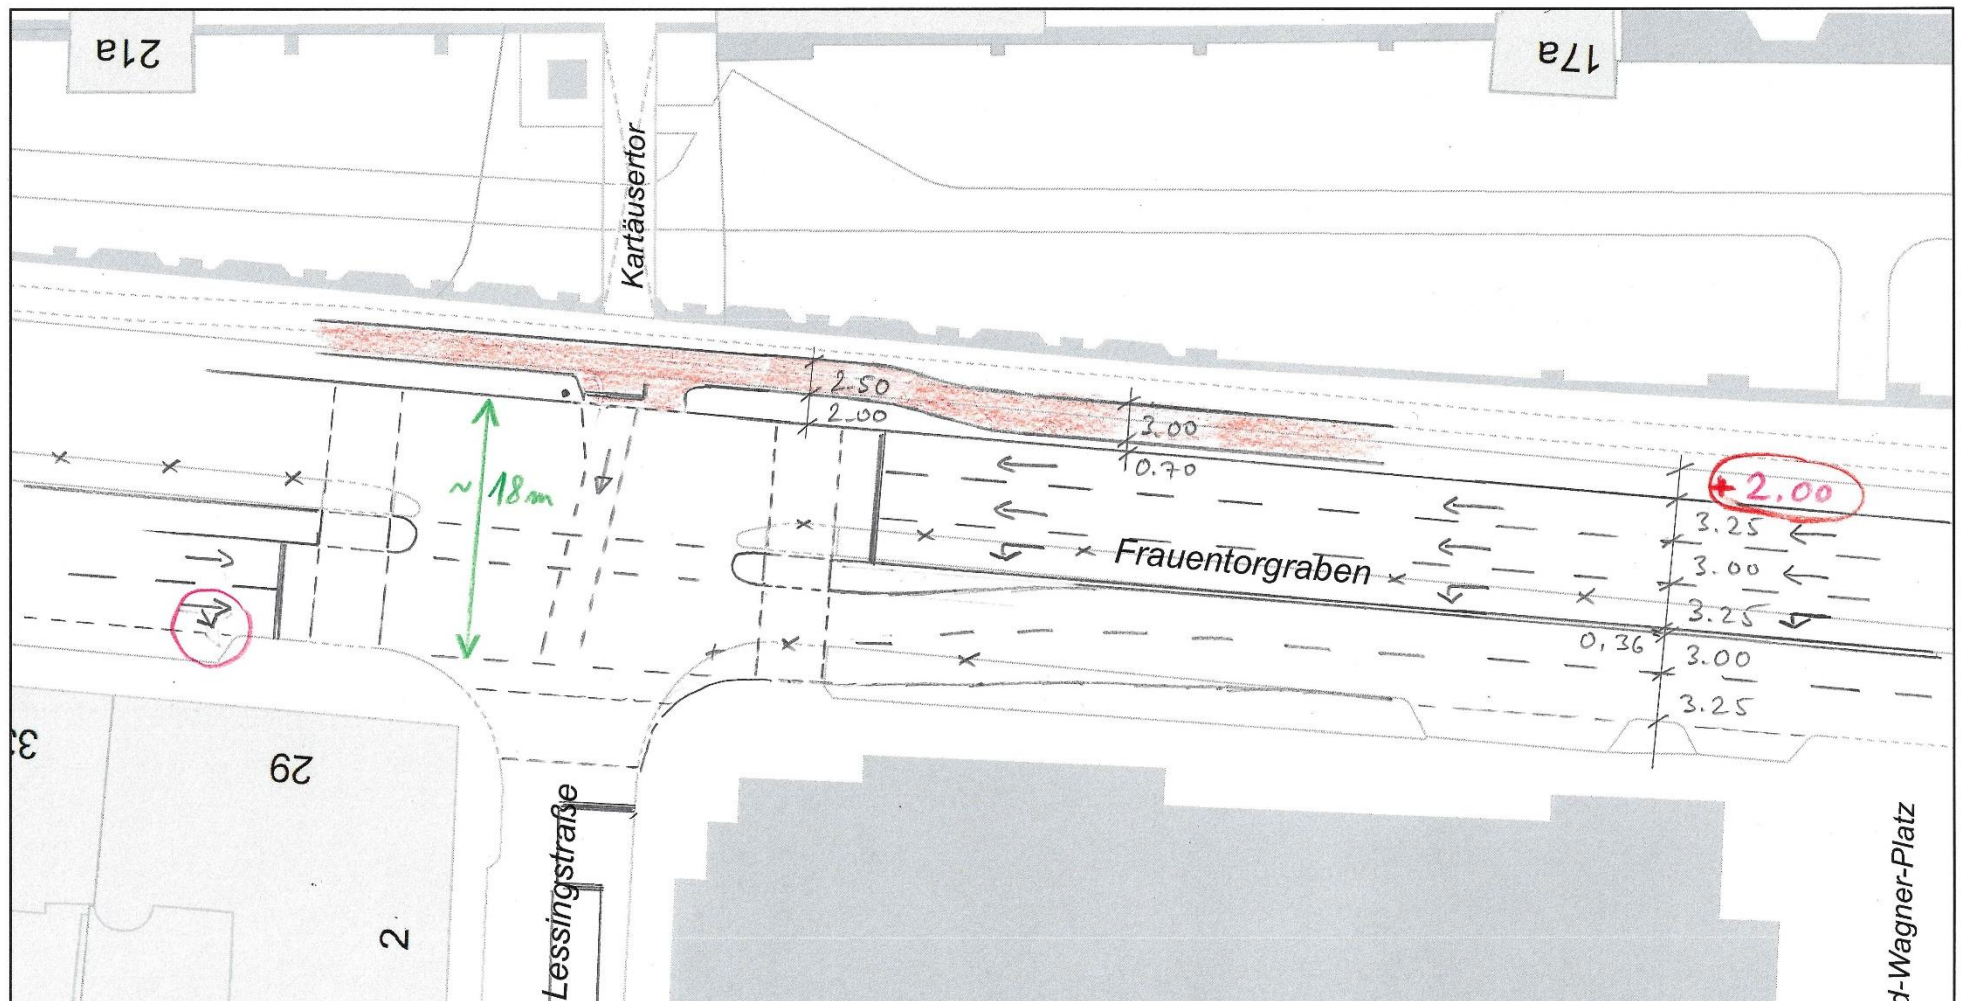 21a
17a
Kartäusertor
2.50
2.00
3.00
0.70
+ 2.00
~ 18m
3.25
3.00
3.25
Frauentorgraben
0,36
3.00
3.25
29
2
Lessingstraße
d-Wagner-Platz